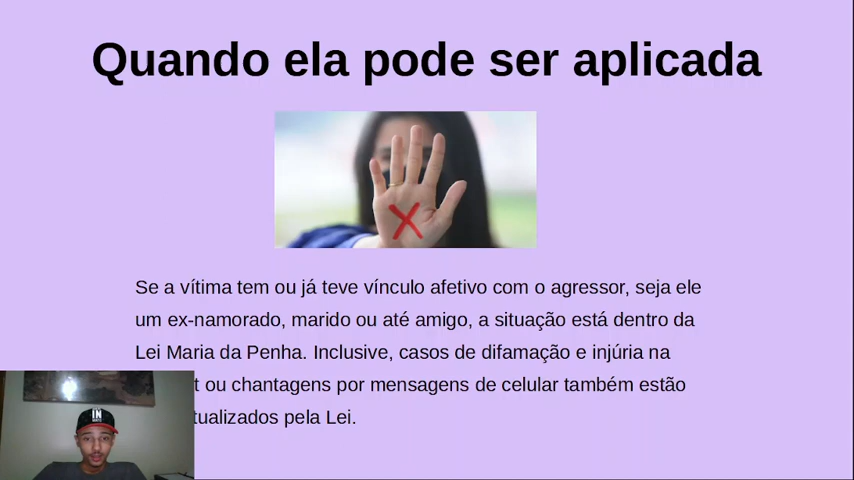 Quando ela pode ser aplicada
Se a vítima tem ou já teve vínculo afetivo com o agressor, seja ele
um ex-namorado, marido ou até amigo, a situação está dentro da
Lei Maria da Penha. Inclusive, casos de difamação e injúria na
t ou chantagens por mensagens de celular também estão
tualizados pela Lei.
IN